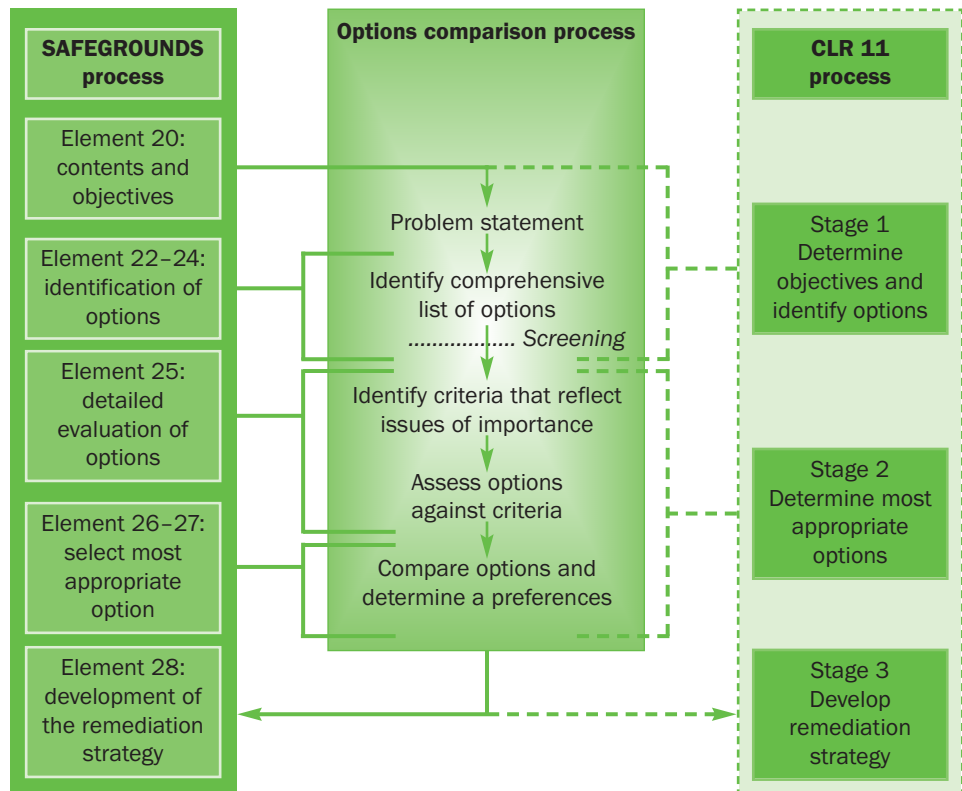 SAFEGROUNDS
process
Element 20:
contents and
objectives
Element 22–24:
identification of
options
Element 25:
detailed
evaluation of
options
Element 26–27:
select most
appropriate
option
Element 28:
development of
the remediation
strategy
Options comparison process
Problem statement
Identify comprehensive
list of options
.................. Screening
Identify criteria that reflect
issues of importance
Assess options
against criteria
Compare options and
determine a preferences
CLR 11
process
Stage 1
Determine
objectives and
identify options
Stage 2
Determine most
appropriate
options
Stage 3
Develop
remediation
strategy